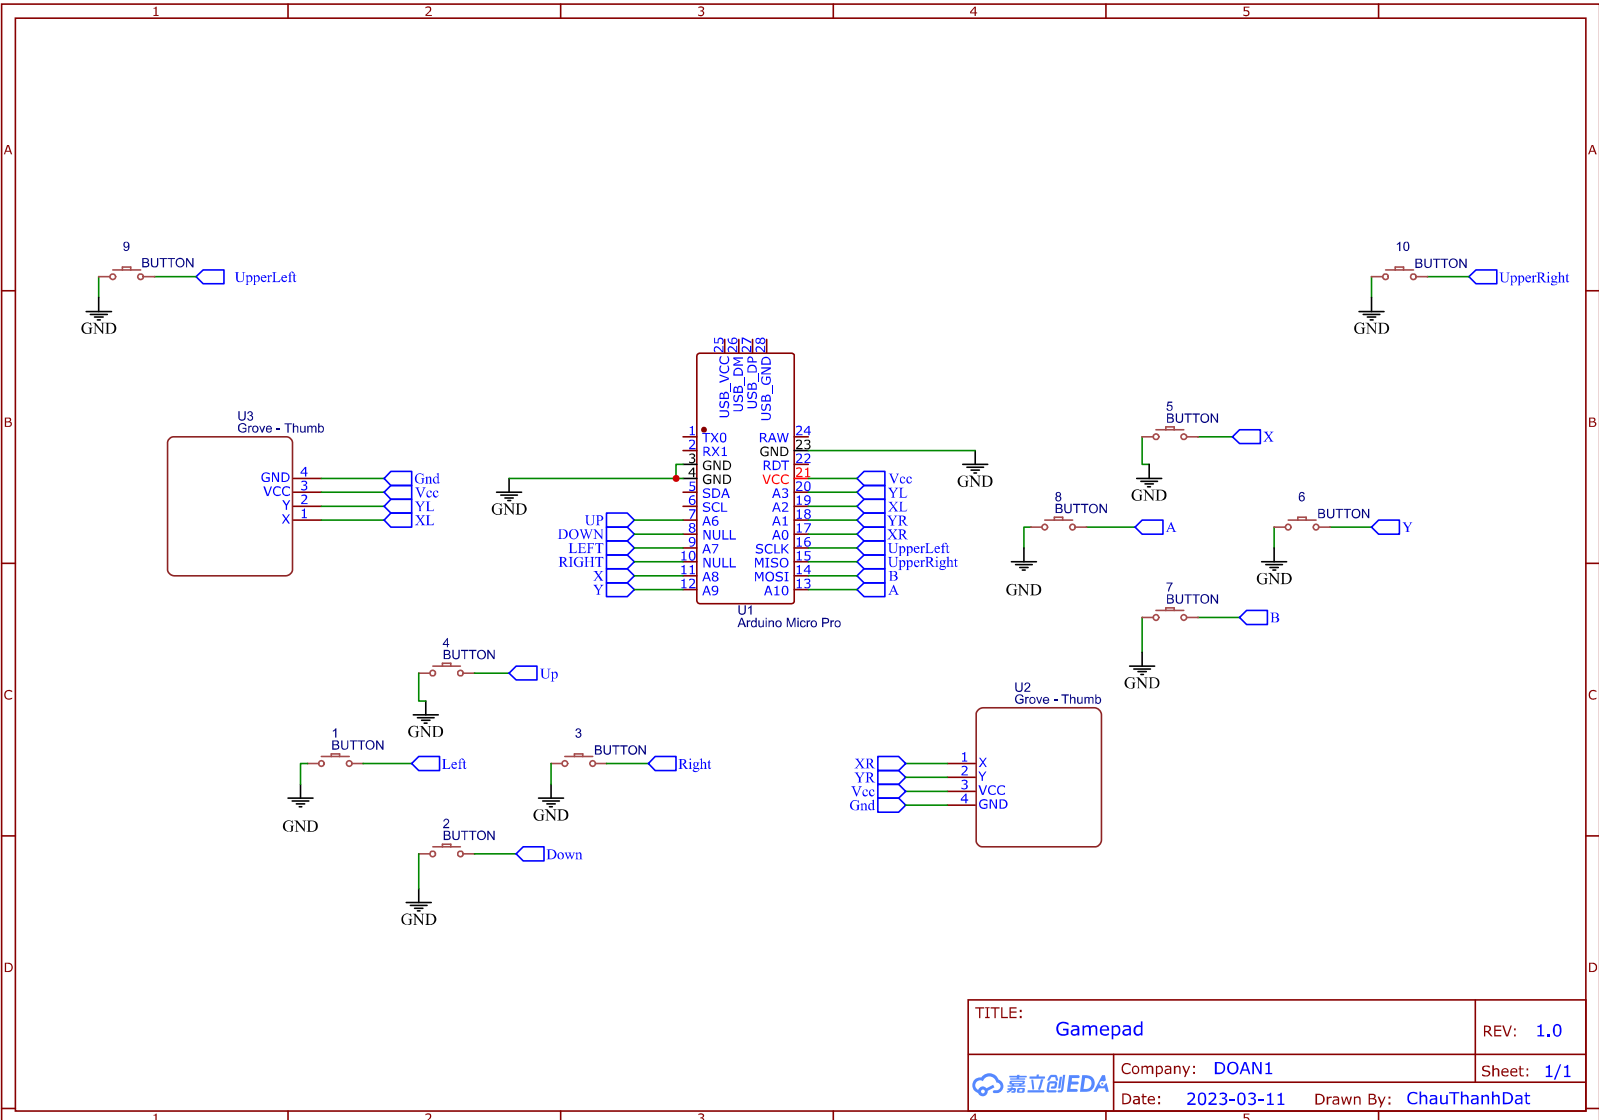 1 2 3 4 5
A A
9
BUTTON
UpperLeft
GND
10
BUTTON
UpperRight
GND
B B
U3
Grove - Thumb
GND 4 Gnd
VCC 3 Vcc
Y 2 YL
X 1 XL
25 26 27 28
USB_VCC
USB_DM
USB_DP
USB_GND
1 TX0 RAW 24
2 RX1 GND 23
3 GND RDT 22
4 GND VCC 21 Vcc
5 SDA A3 20 YL
6 SCL A2 19 XL
UP 7 A6 A1 18 YR
DOWN 8 NULL A0 17 XR
LEFT 9 A7 SCLK 16 UpperLeft
RIGHT 10 NULL MISO 15 UpperRight
X 11 A8 MOSI 14 B
Y 12 A9 A10 13 A
U1
Arduino Micro Pro
GND
GND
5
BUTTON
X
GND
8
BUTTON
A
GND
6
BUTTON
Y
GND
7
BUTTON
B
GND
C C
4
BUTTON
Up
GND
1
BUTTON
Left
GND
3
BUTTON
Right
GND
2
BUTTON
Down
GND
U2
Grove - Thumb
XR 1 X
YR 2 Y
Vcc 3 VCC
Gnd 4 GND
D D
TITLE:
Gamepad
REV: 1.0
嘉立创EDA
Company: DOAN1
Sheet: 1/1
Date: 2023-03-11 Drawn By: ChauThanhDat
1 2 3 4 5